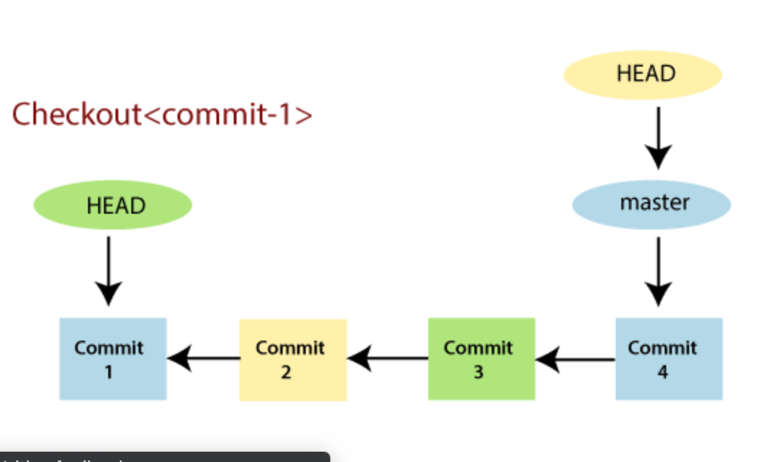 HEAD
Checkout<commit-1>
HEAD
master
Commit
1
Commit
2
Commit
3
Commit
4